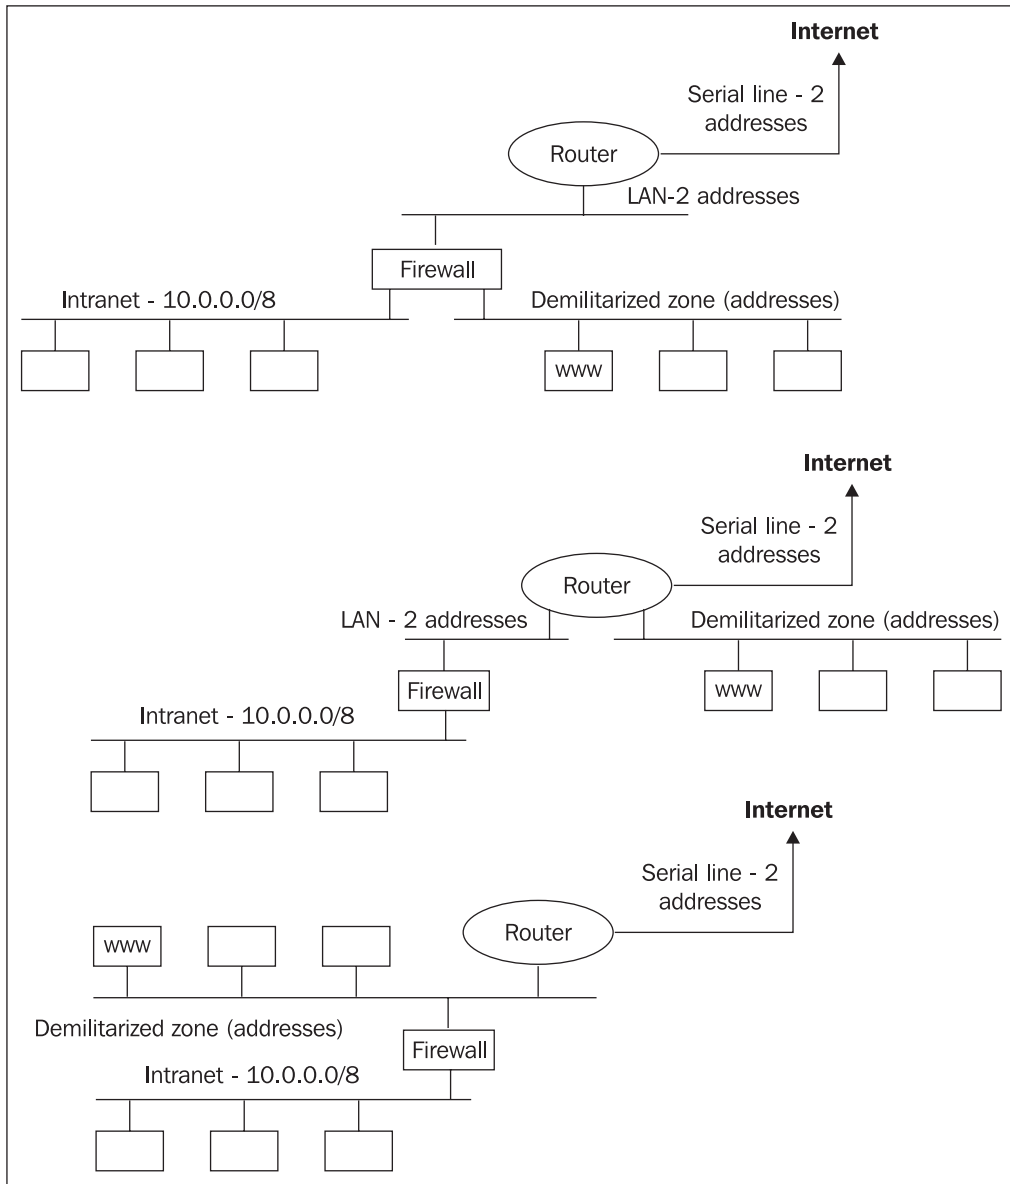 Internet
Serial line - 2
addresses
Router
LAN-2 addresses
Firewall
Intranet - 10.0.0.0/8
Demilitarized zone (addresses)
www
Internet
Serial line - 2
addresses
Router
LAN - 2 addresses
Demilitarized zone (addresses)
Firewall
www
Intranet - 10.0.0.0/8
Internet
Serial line - 2
addresses
Router
www
Demilitarized zone (addresses)
Firewall
Intranet - 10.0.0.0/8